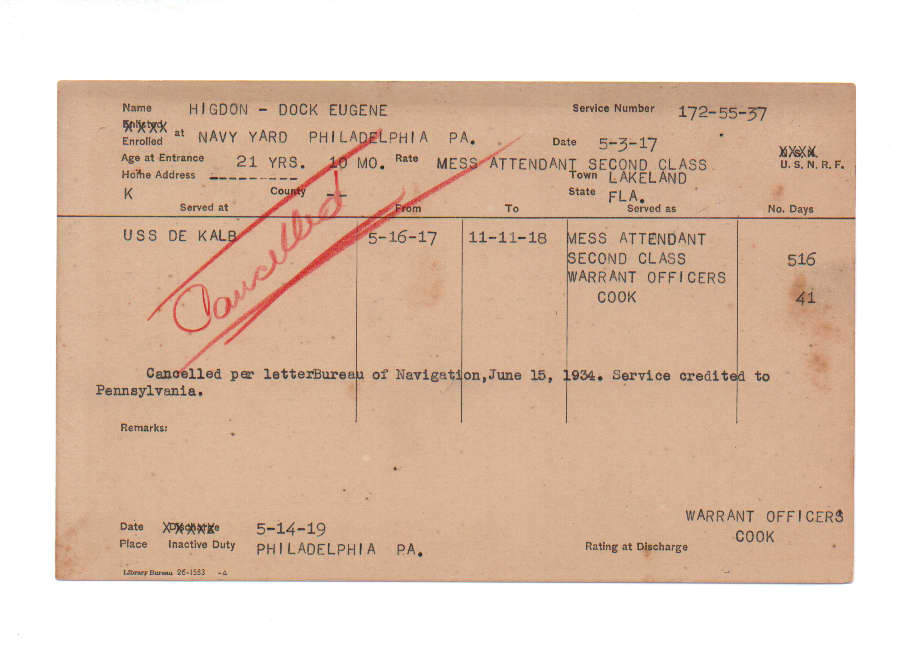 Name HIGDON - DOCK EUGENE Service Number 172-55-37
Enlisted
Enrolled at NAVY YARD PHILADELPHIA PA. Date 5-3-17
Age at Entrance 21 YRS. 10 MO. Rate MESS ATTENDANT SECOND CLASS U.S.N.
U. S. N. R. F.
Home Address --------- Town LAKELAND
K County -- State FLA.
Served at From To Served as No. Days
USS DE KALB 5-16-17 11-11-18 MESS ATTENDANT
SECOND CLASS 516
WARRANT OFFICERS
COOK 41
Cancelled
Cancelled per letterBureau of Navigation,June 15, 1934. Service credited to
Pennsylvania.
Remarks:
WARRANT OFFICERS
Date Discharge 5-14-19 COOK
Place Inactive Duty PHILADELPHIA PA. Rating at Discharge
Library Bureau 26-1553 -4